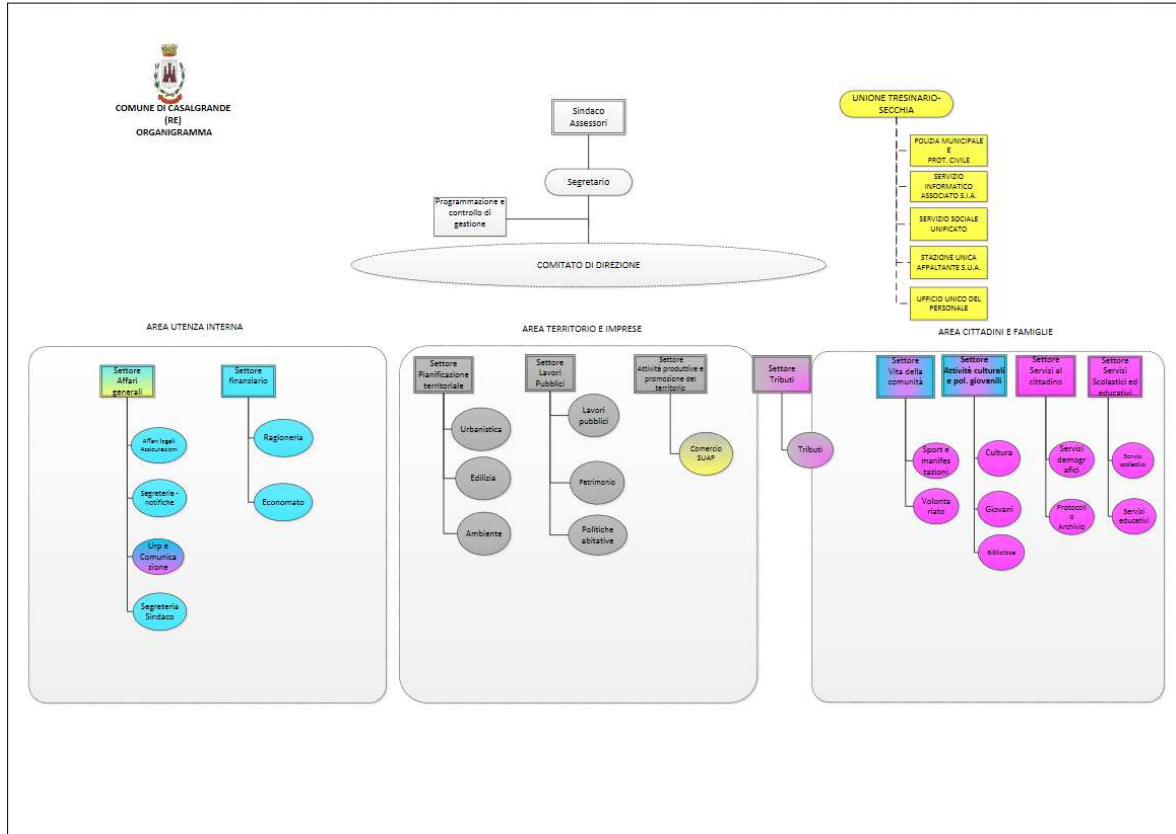 COMUNE DI CASALGRANDE
(RE)
ORGANIGRAMMA
Sindaco
Assessori
Segretario
Programmazione e
controllo di
gestione
COMITATO DI DIREZIONE
UNIONE TRESINARIO-
SECCHIA
POLIZIA MUNICIPALE
E
PROT. CIVILE
SERVIZIO
INFORMATICO
ASSOCIATO S.I.A.
SERVIZIO SOCIALE
UNIFICATO
STAZIONE UNICA
APPALTANTE S.U.A.
UFFICIO UNICO DEL
PERSONALE
AREA UTENZA INTERNA
Settore
Affari
generali
Affari legali-
Assicurazioni
Segreteria -
notifiche
Urp e
Comunica
zione
Segreteria
Sindaco
Settore
finanziario
Ragioneria
Economato
AREA TERRITORIO E IMPRESE
Settore
Pianificazione
territoriale
Urbanistica
Edilizia
Ambiente
Settore
Lavori
Pubblici
Lavori
pubblici
Patrimonio
Politiche
abitative
Settore
Attività produttive e
promozione del
territorio
Comercio
SUAP
Settore
Tributi
Tributi
AREA CITTADINI E FAMIGLIE
Settore
Vita della
comunità
Sport e
manifes
tazioni
Volonta
riato
Settore
Attività culturali
e pol. giovenili
Cultura
Giovani
Biblioteca
Settore
Servizi al
cittadino
Servizi
demogr
afici
Protocoll
o
Archivio
Settore
Servizi
Scolastici ed
educativi
Servizi
scolastici
Servizi
educativi